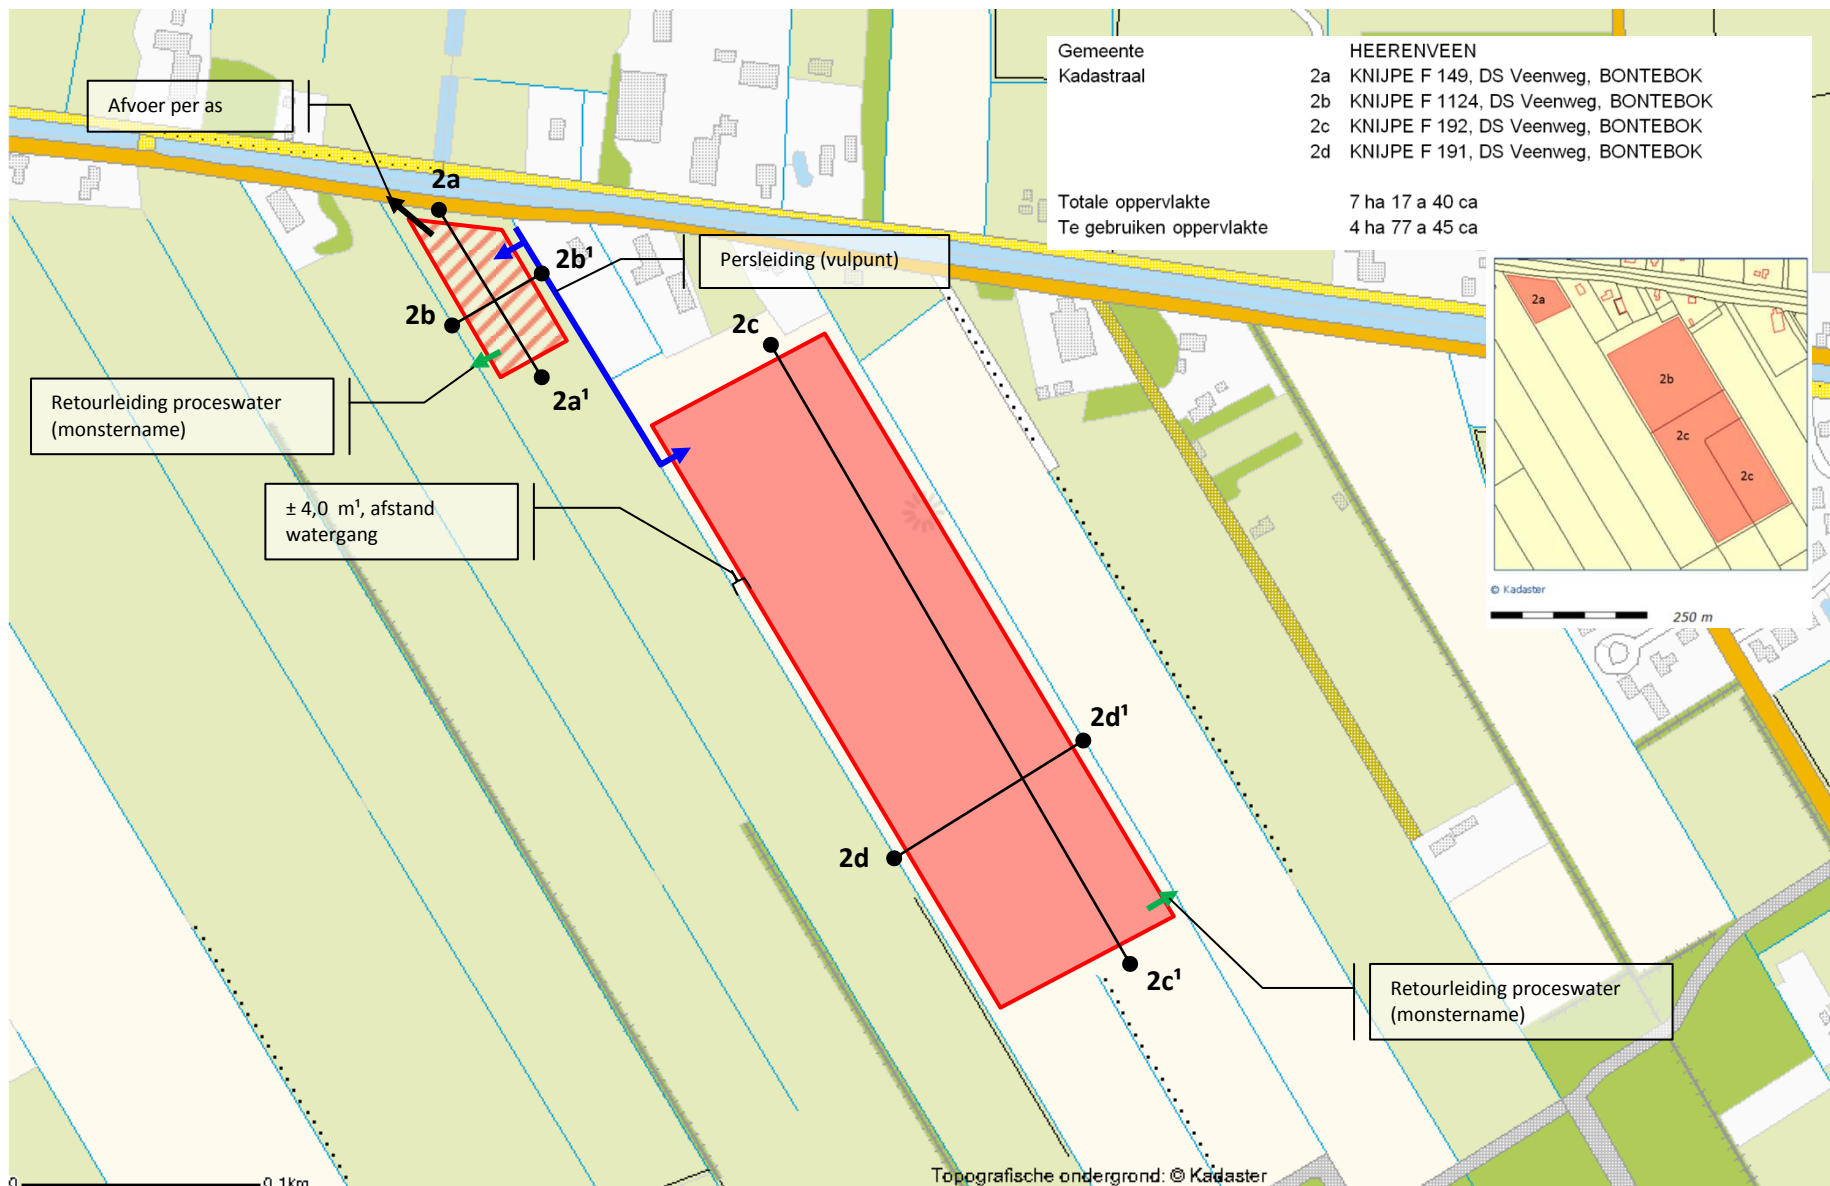 Gemeente HEERENVEEN
Kadastraal 2a KNIJPE F 149, DS Veenweg, BONTEBOK
2b KNIJPE F 1124, DS Veenweg, BONTEBOK
2c KNIJPE F 192, DS Veenweg, BONTEBOK
2d KNIJPE F 191, DS Veenweg, BONTEBOK
Totale oppervlakte 7 ha 17 a 40 ca
Te gebruiken oppervlakte 4 ha 77 a 45 ca
Afvoer per as
2a
2b¹
Persleiding (vulpunt)
2b
2c
2a¹
Retourleiding proceswater
(monstername)
± 4,0 m¹, afstand
watergang
2a
2b
2c
2c
© Kadaster
250 m
2d¹
2d
2c¹
Retourleiding proceswater
(monstername)
Topografische ondergrond: © Kadaster
0 0.1km